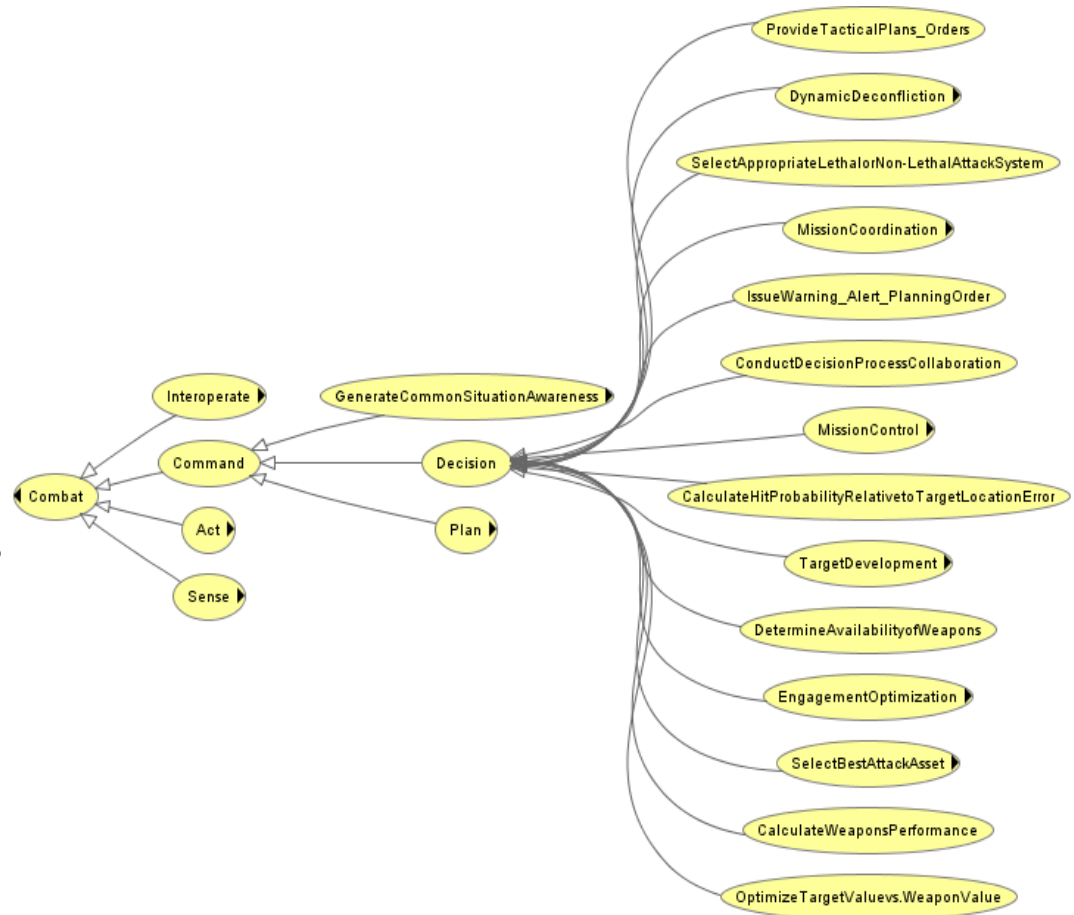 ProvideTacticalPlans_Orders
DynamicDeconfliction
SelectAppropriateLethalorNon-LethalAttackSystem
MissionCoordination
IssueWarning_Alert_PlanningOrder
ConductDecisionProcessCollaboration
Interoperate
GenerateCommonSituationAwareness
MissionControl
Command
Decision
Combat
CalculateHitProbabilityRelativetoTargetLocationError
Act
Plan
TargetDevelopment
Sense
DetermineAvailabilityofWeapons
EngagementOptimization
SelectBestAttackAsset
CalculateWeaponsPerformance
OptimizeTargetValuevs.WeaponValue